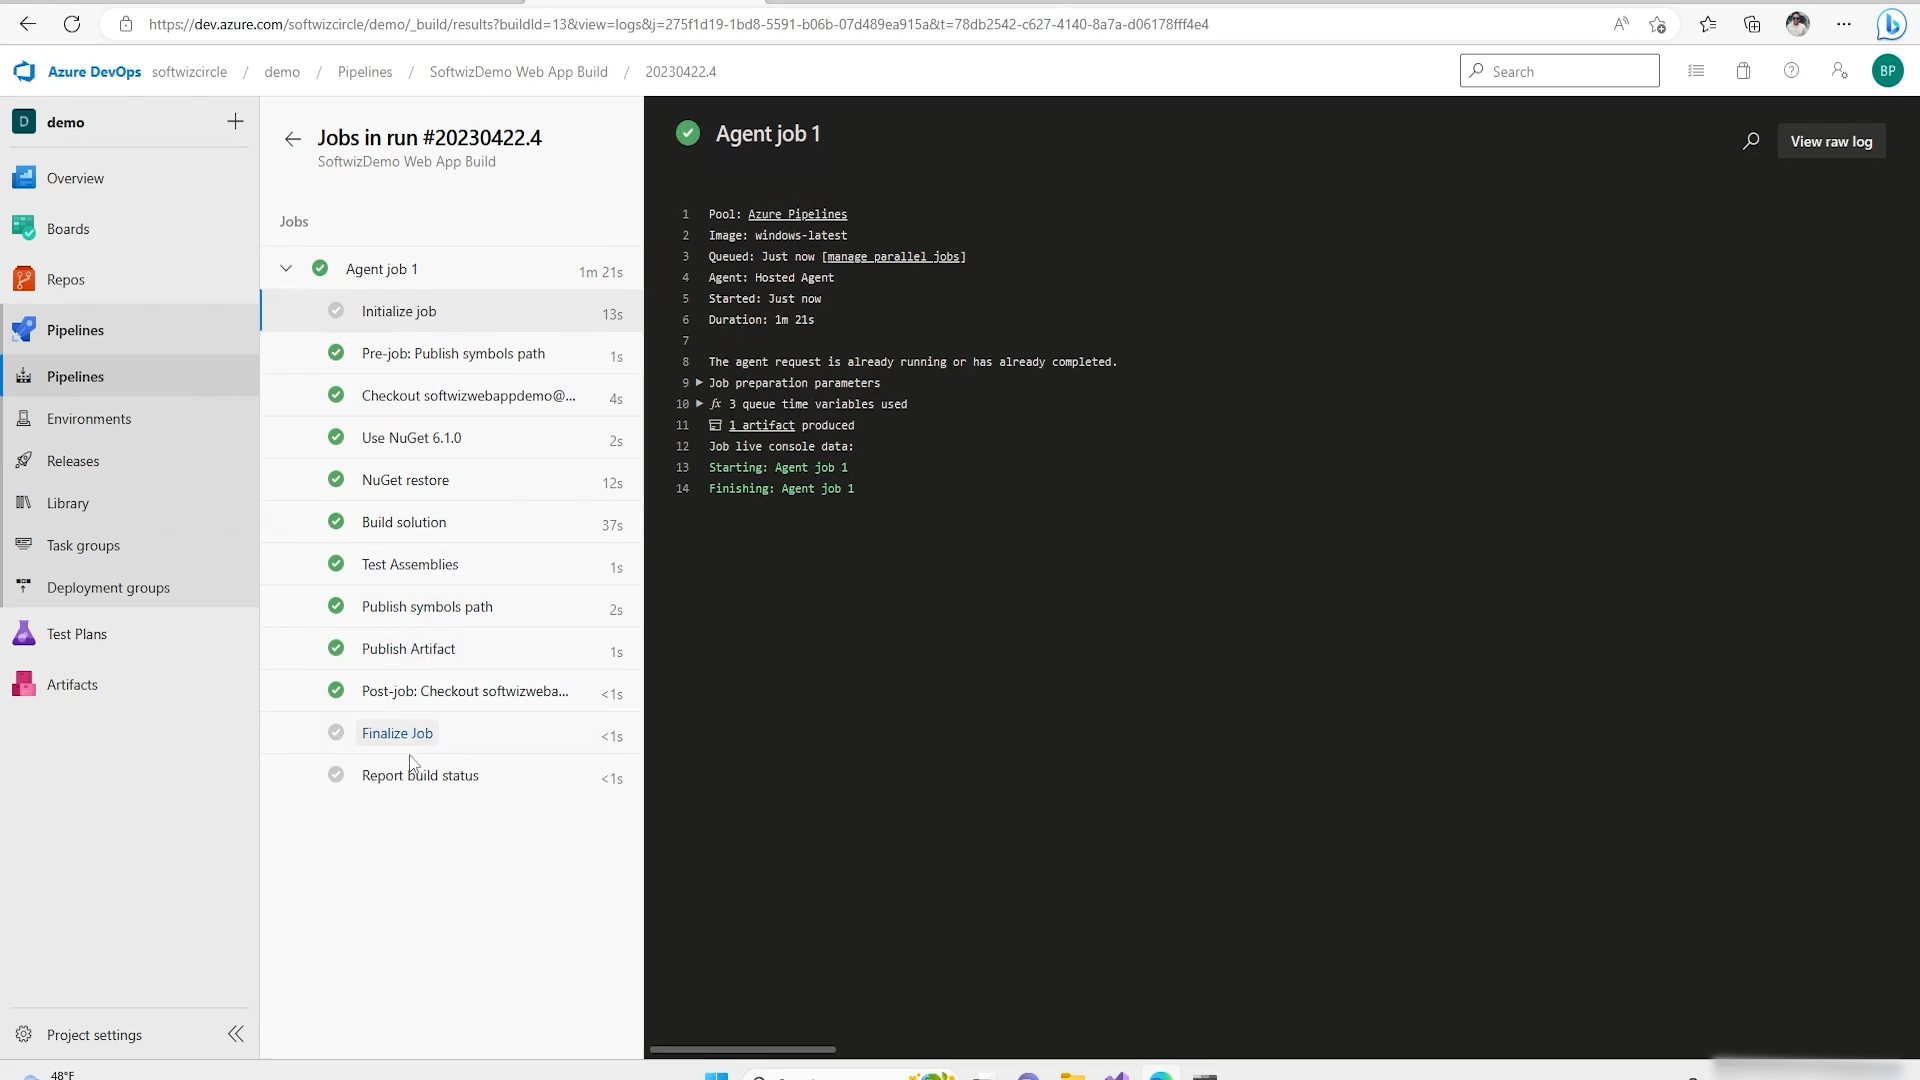 https://dev.azure.com/softwizcircle/demo/_build/results?buildId=13&view=logs&j=275f1d19-1bd8-5591-b06b-07d489ea915a&t=78db2542-c627-4140-8a7a-d06178fff4e4
Azure DevOps softwizcircle / demo / Pipelines / SoftwizDemo Web App Build / 20230422.4
Search
BP
D demo
Overview
Boards
Repos
Pipelines
Pipelines
Environments
Releases
Library
Task groups
Deployment groups
Test Plans
Artifacts
Project settings
Jobs in run #20230422.4
SoftwizDemo Web App Build
Jobs
Agent job 1 1m 21s
Initialize job 13s
Pre-job: Publish symbols path 1s
Checkout softwizwebappdemo@... 4s
Use NuGet 6.1.0 2s
NuGet restore 12s
Build solution 37s
Test Assemblies 1s
Publish symbols path 2s
Publish Artifact 1s
Post-job: Checkout softwizweba... <1s
Finalize Job <1s
Report build status <1s
Agent job 1
View raw log
1 Pool: Azure Pipelines
2 Image: windows-latest
3 Queued: Just now [manage parallel jobs]
4 Agent: Hosted Agent
5 Started: Just now
6 Duration: 1m 21s
7
8 The agent request is already running or has already completed.
9 Job preparation parameters
10 fx 3 queue time variables used
11 1 artifact produced
12 Job live console data:
13 Starting: Agent job 1
14 Finishing: Agent job 1
48°F